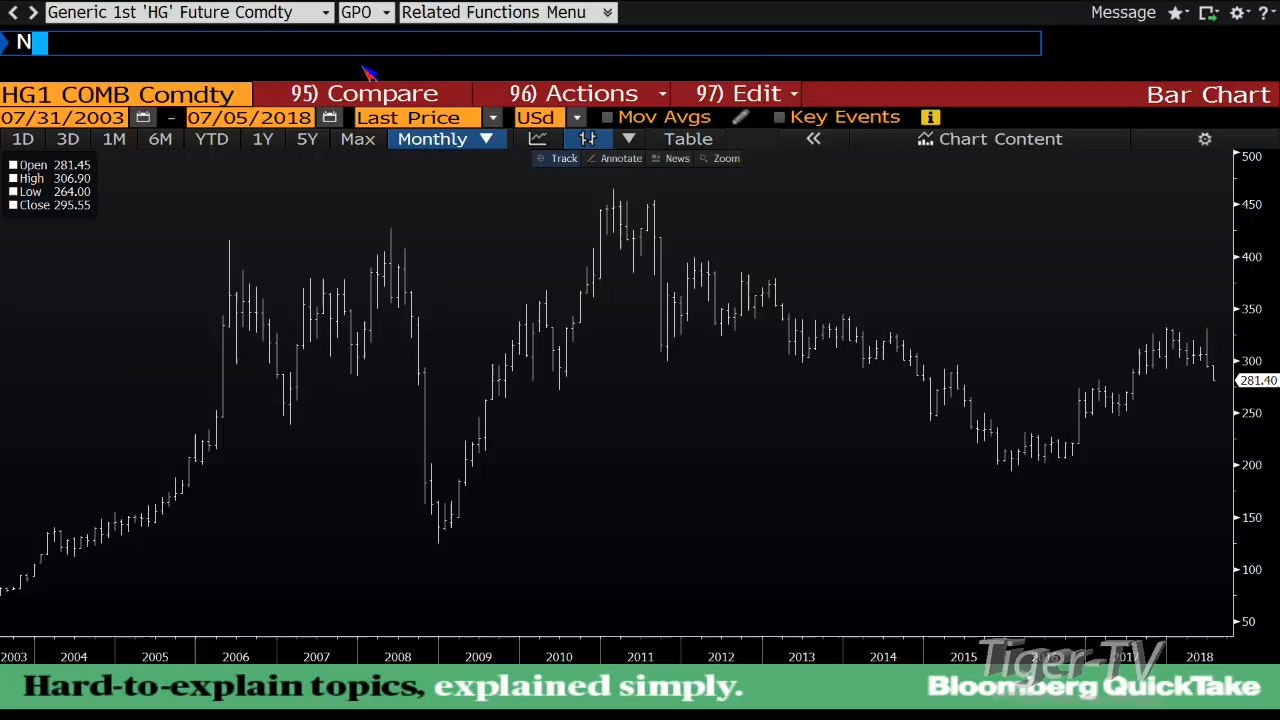 Generic 1st 'HG' Future Comdty GPO Related Functions Menu Message ?
N
HG1 COMB Comdty 95) Compare 96) Actions 97) Edit Bar Chart
07/31/2003 - 07/05/2018 Last Price USd Mov Avgs Key Events i
1D 3D 1M 6M YTD 1Y 5Y Max Monthly Table Chart Content
Track Annotate News Zoom
Open 281.45
High 306.90
Low 264.00
Close 295.55
500
450
400
350
300
281.40
250
200
150
100
50
2003 2004 2005 2006 2007 2008 2009 2010 2011 2012 2013 2014 2015 2016 2017 2018
Tiger-TV
Hard-to-explain topics, explained simply. Bloomberg QuickTake